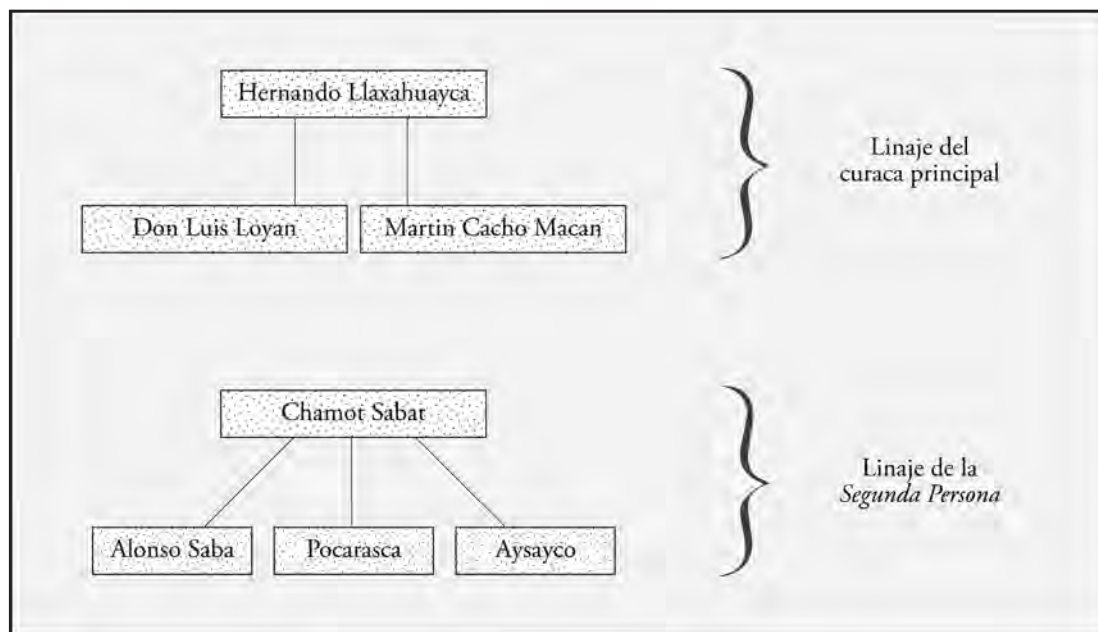 Hernando Llaxahuayca
Linaje del
curaca principal
Don Luis Loyan
Martin Cacho Macan
Chamot Sabat
Linaje de la
Segunda Persona
Alonso Saba
Pocarasca
Aysayco